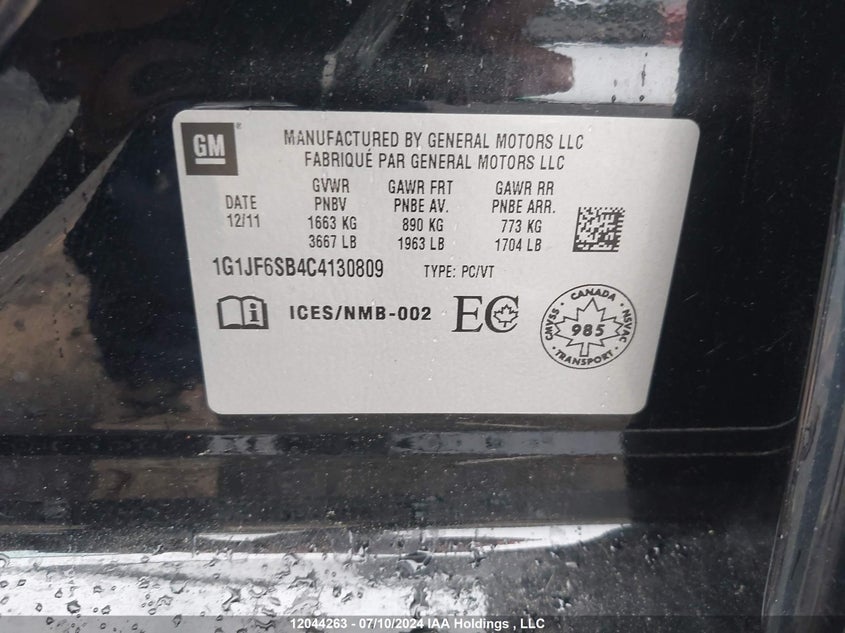 GM
MANUFACTURED BY GENERAL MOTORS LLC
FABRIQUÉ PAR GENERAL MOTORS LLC
DATE
12/11
GVWR
PNBV
1663 KG
3667 LB
GAWR FRT
PNBE AV.
890 KG
1963 LB
GAWR RR
PNBE ARR.
773 KG
1704 LB
1G1JF6SB4C4130809 TYPE: PC/VT
i ICES/NMB-002 EC
CANADA
CMVSS 985 NSVAC
TRANSPORT
12044263 - 07/10/2024 IAA Holdings , LLC